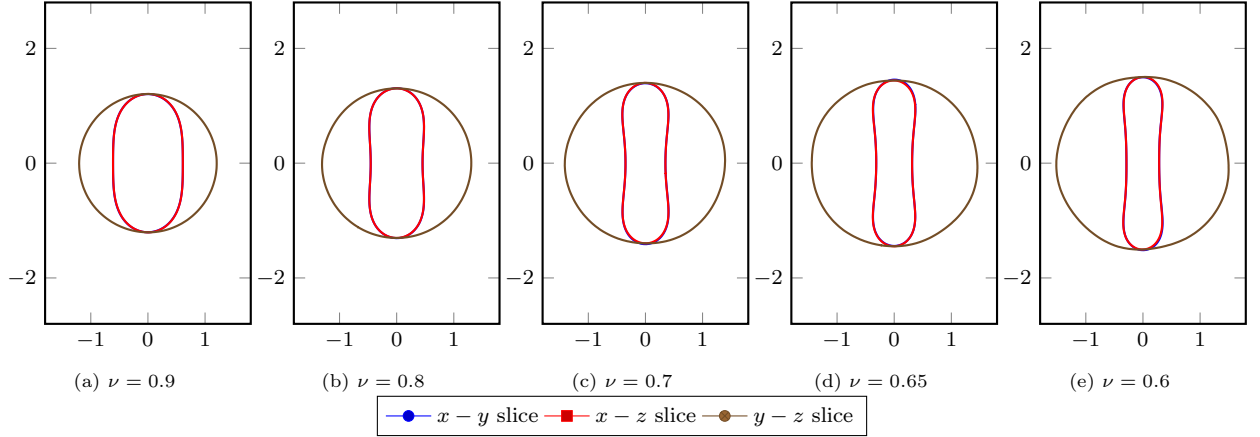 2 2 2 2 2
0 0 0 0 0
−2 −2 −2 −2 −2
−1 0 1 −1 0 1 −1 0 1 −1 0 1 −1 0 1
(a) ν = 0.9 (b) ν = 0.8 (c) ν = 0.7 (d) ν = 0.65 (e) ν = 0.6
x − y slice x − z slice y − z slice